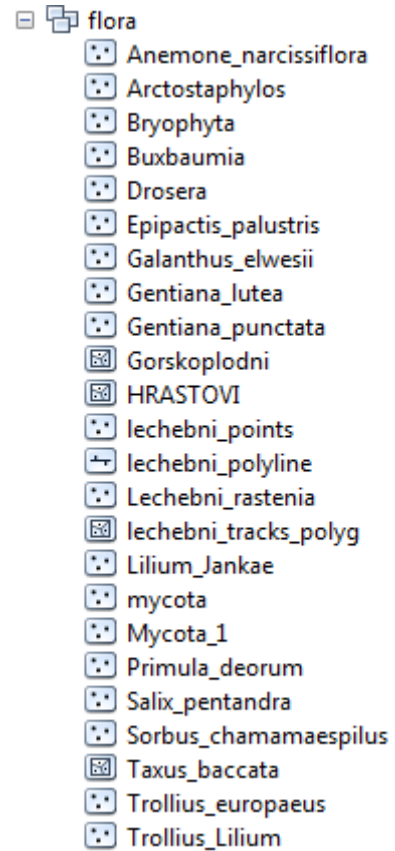 flora
Anemone_narcissiflora
Arctostaphylos
Bryophyta
Buxbaumia
Drosera
Epipactis_palustris
Galanthus_elwesii
Gentiana_lutea
Gentiana_punctata
Gorskoplodni
HRASTOVI
lechebni_points
lechebni_polyline
Lechebni_rastenia
lechebni_tracks_polyg
Lilium_Jankae
mycota
Mycota_1
Primula_deorum
Salix_pentandra
Sorbus_chamamaespilus
Taxus_baccata
Trollius_europaeus
Trollius_Lilium